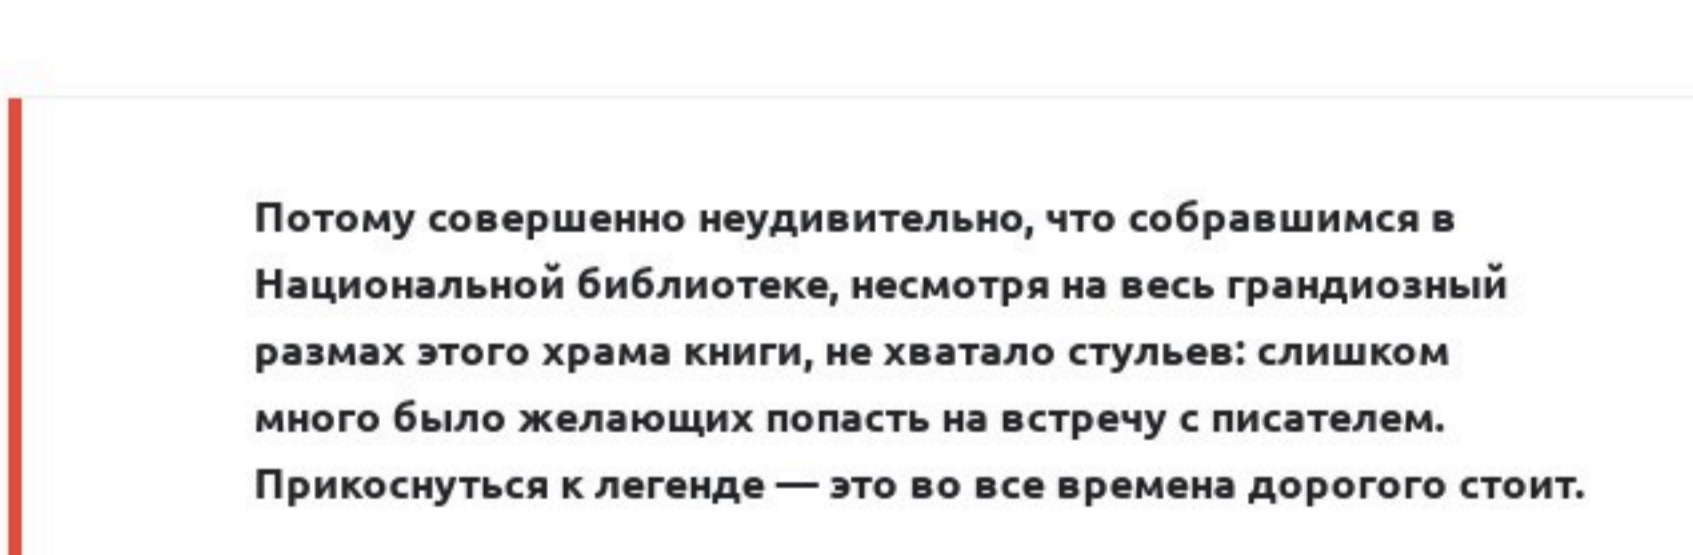 Потому совершенно неудивительно, что собравшимся в
Национальной библиотеке, несмотря на весь грандиозный
размах этого храма книги, не хватало стульев: слишком
много было желающих попасть на встречу с писателем.
Прикоснуться к легенде — это во все времена дорогого стоит.